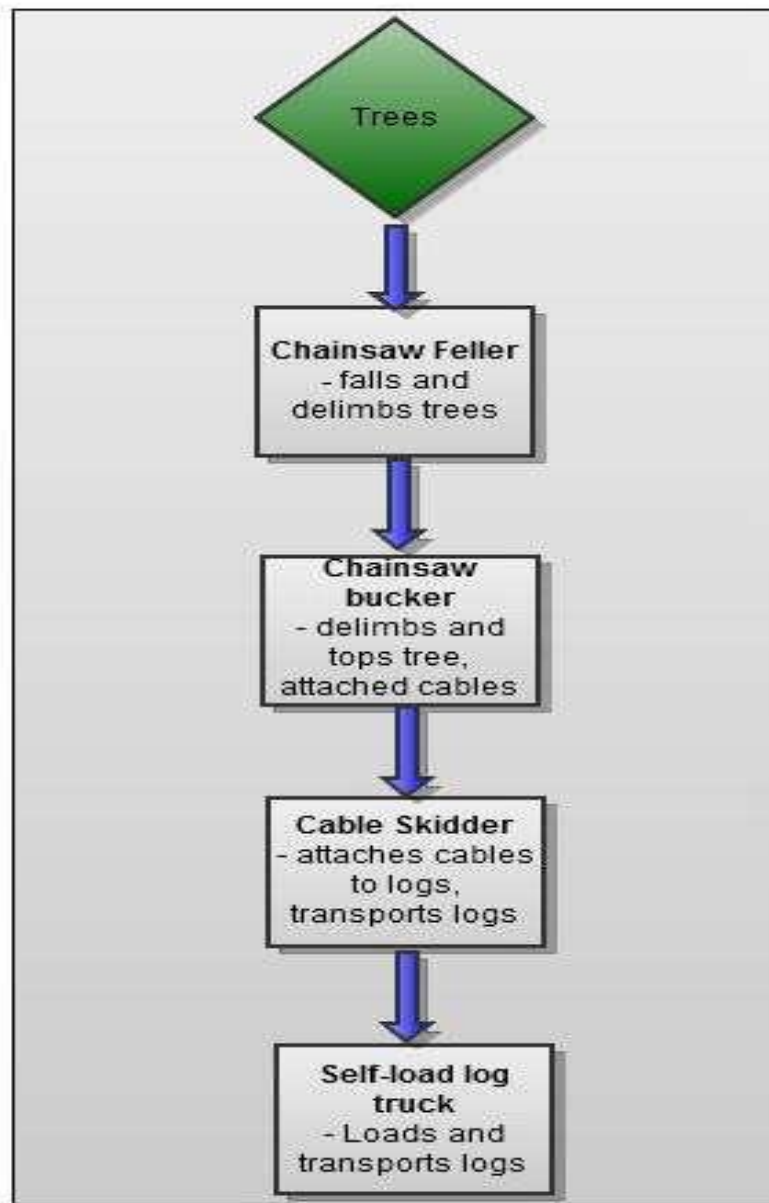 Trees
Chainsaw Feller
- falls and
delimbs trees
Chainsaw
bucker
- delimbs and
tops tree,
attached cables
Cable Skidder
- attaches cables
to logs,
transports logs
Self-load log
truck
- Loads and
transports logs